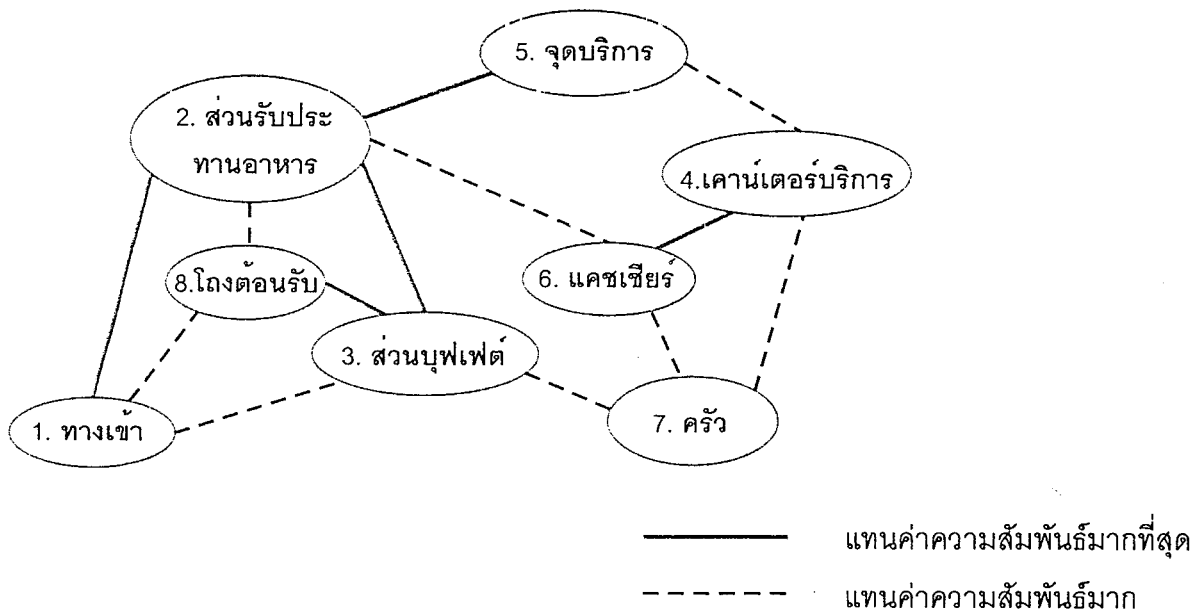 5. จุดบริการ
2. ส่วนรับประ
ทานอาหาร
4.เคาน์เตอร์บริการ
8.โถงต้อนรับ
6. แคชเชียร์
3. ส่วนบุฟเฟต์
1. ทางเข้า
7. ครัว
แทนค่าความสัมพันธ์มากที่สุด
แทนค่าความสัมพันธ์มาก